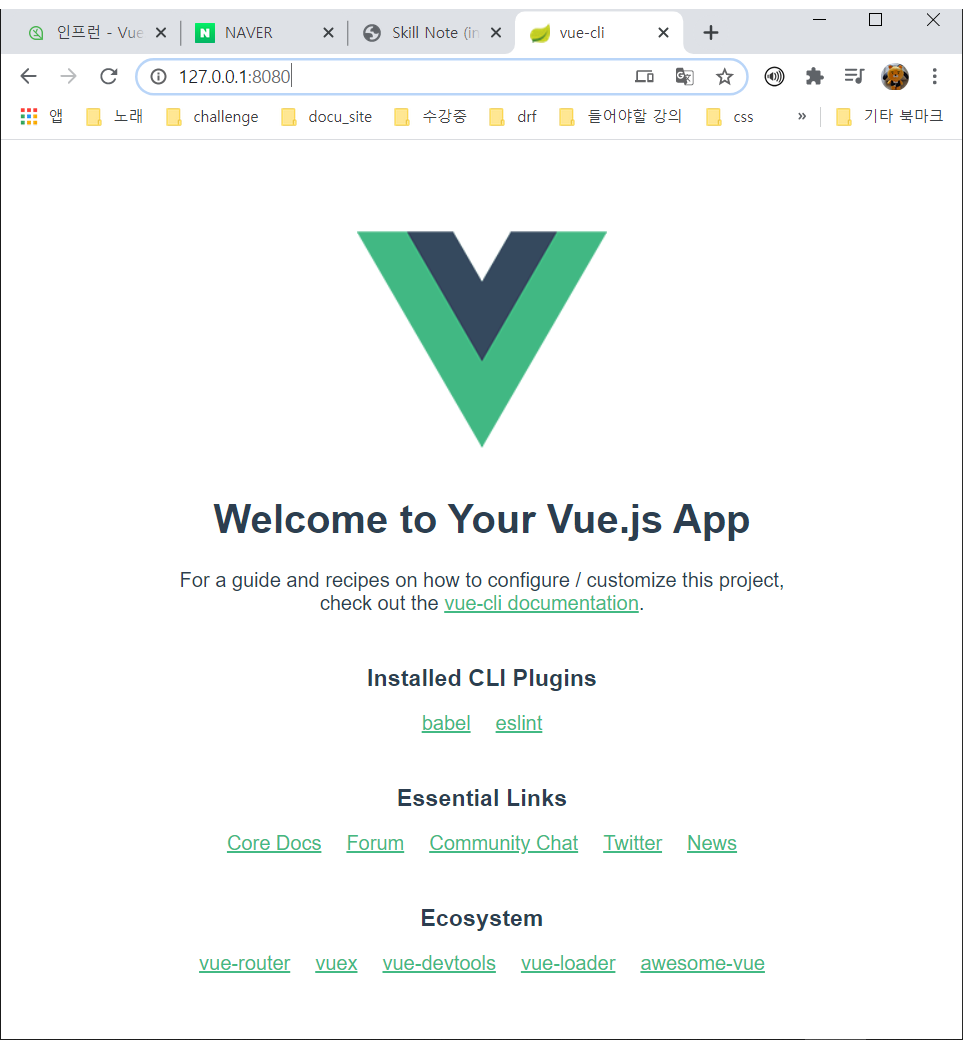 인프런 - Vue
NAVER
Skill Note (in
vue-cli
127.0.0.1:8080
앱 노래 challenge docu_site 수강중 drf 들어야할 강의 css » 기타 북마크
Welcome to Your Vue.js App
For a guide and recipes on how to configure / customize this project,
check out the vue-cli documentation.
Installed CLI Plugins
babel eslint
Essential Links
Core Docs Forum Community Chat Twitter News
Ecosystem
vue-router vuex vue-devtools vue-loader awesome-vue